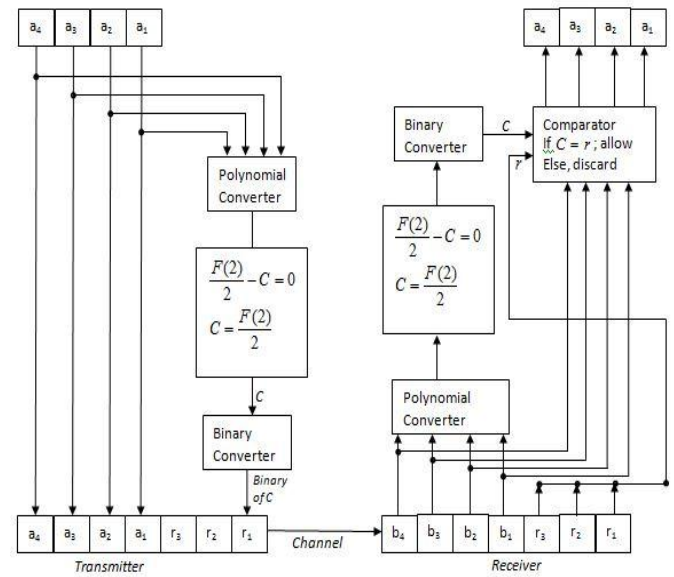 a4 a3 a2 a1
Polynomial
Converter
F(2)/2 − C = 0
C = F(2)/2
C
Binary
Converter
Binary
of C
a4 a3 a2 a1 r3 r2 r1
Transmitter
Channel
a4 a3 a2 a1
Comparator
If C = r ; allow
Else, discard
C
r
Binary
Converter
F(2)/2 − C = 0
C = F(2)/2
Polynomial
Converter
b4 b3 b2 b1 r3 r2 r1
Receiver